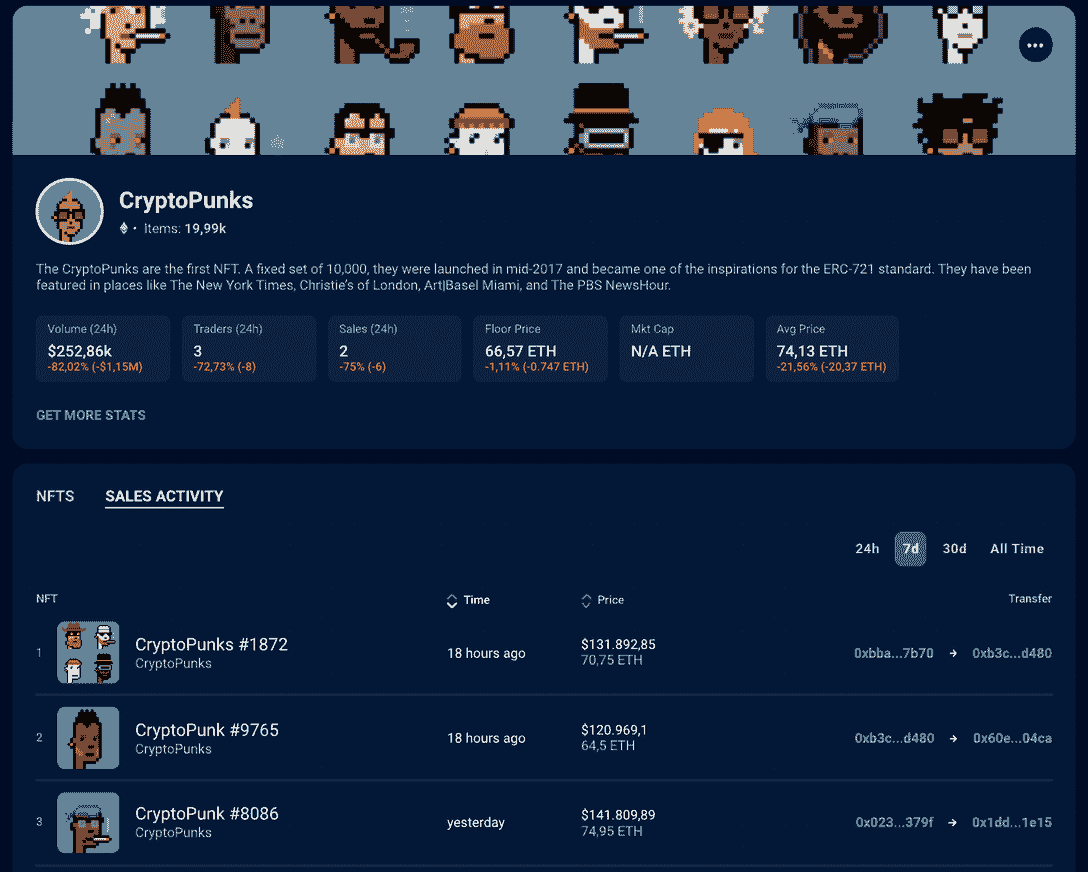 CryptoPunks
• Items: 19,99k
The CryptoPunks are the first NFT. A fixed set of 10,000, they were launched in mid-2017 and became one of the inspirations for the ERC-721 standard. They have been
featured in places like The New York Times, Christie's of London, Art|Basel Miami, and The PBS NewsHour.
Volume (24h)
$252,86k
-82,02% (-$1,15M)
Traders (24h)
3
-72,73% (-8)
Sales (24h)
2
-75% (-6)
Floor Price
66,57 ETH
-1,11% (-0.747 ETH)
Mkt Cap
N/A ETH
Avg Price
74,13 ETH
-21,56% (-20,37 ETH)
GET MORE STATS
NFTS SALES ACTIVITY
24h 7d 30d All Time
NFT Time Price Transfer
1
CryptoPunks #1872
CryptoPunks
18 hours ago
$131.892,85
70,75 ETH
0xbba...7b70 → 0xb3c...d480
2
CryptoPunk #9765
CryptoPunks
18 hours ago
$120.969,1
64,5 ETH
0xb3c...d480 → 0x60e...04ca
3
CryptoPunk #8086
CryptoPunks
yesterday
$141.809,89
74,95 ETH
0x023...379f → 0x1dd...1e15